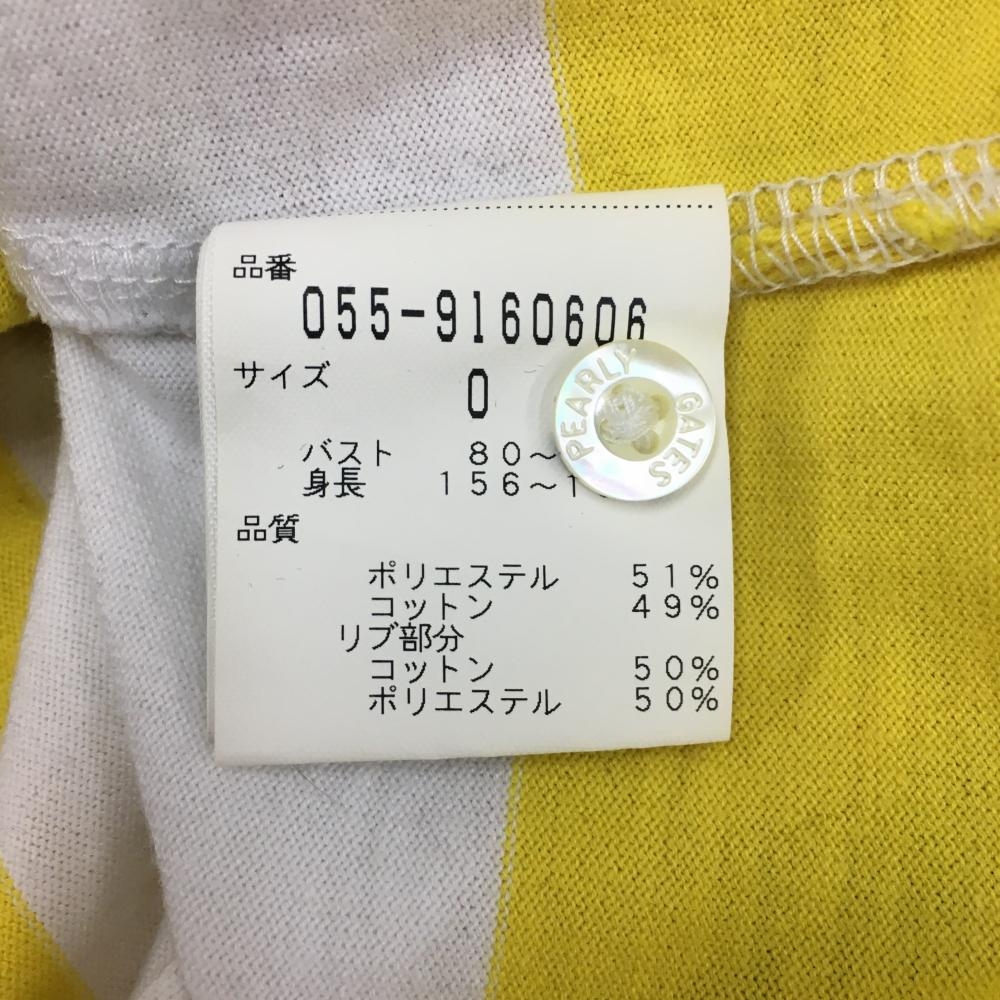 品番
055-9160606
サイズ
0
バスト 80～
身長 156～1
品質
ポリエステル 51%
コットン 49%
リブ部分
コットン 50%
ポリエステル 50%
PEARLY GATES